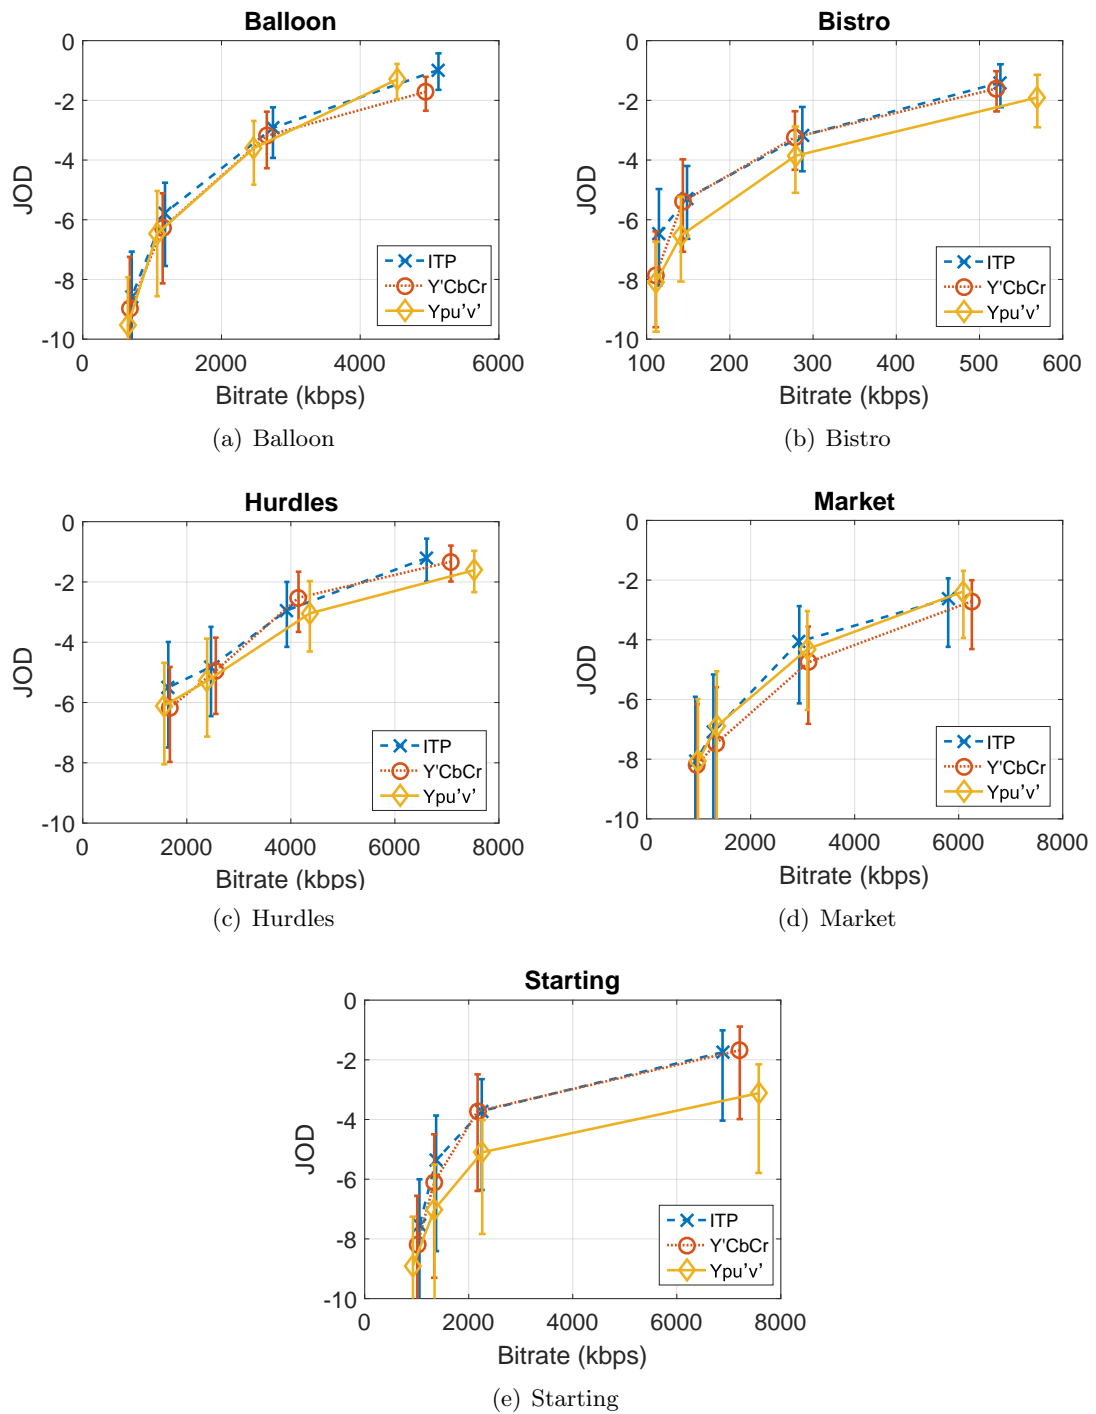 Balloon
0
-2
-4
-6
-8
-10
JOD
0 2000 4000 6000
Bitrate (kbps)
ITP
Y'CbCr
Ypu'v'
(a) Balloon
Bistro
0
-2
-4
-6
-8
-10
JOD
100 200 300 400 500 600
Bitrate (kbps)
ITP
Y'CbCr
Ypu'v'
(b) Bistro
Hurdles
0
-2
-4
-6
-8
-10
JOD
0 2000 4000 6000 8000
Bitrate (kbps)
ITP
Y'CbCr
Ypu'v'
(c) Hurdles
Market
0
-2
-4
-6
-8
-10
JOD
0 2000 4000 6000 8000
Bitrate (kbps)
ITP
Y'CbCr
Ypu'v'
(d) Market
Starting
0
-2
-4
-6
-8
-10
JOD
0 2000 4000 6000 8000
Bitrate (kbps)
ITP
Y'CbCr
Ypu'v'
(e) Starting